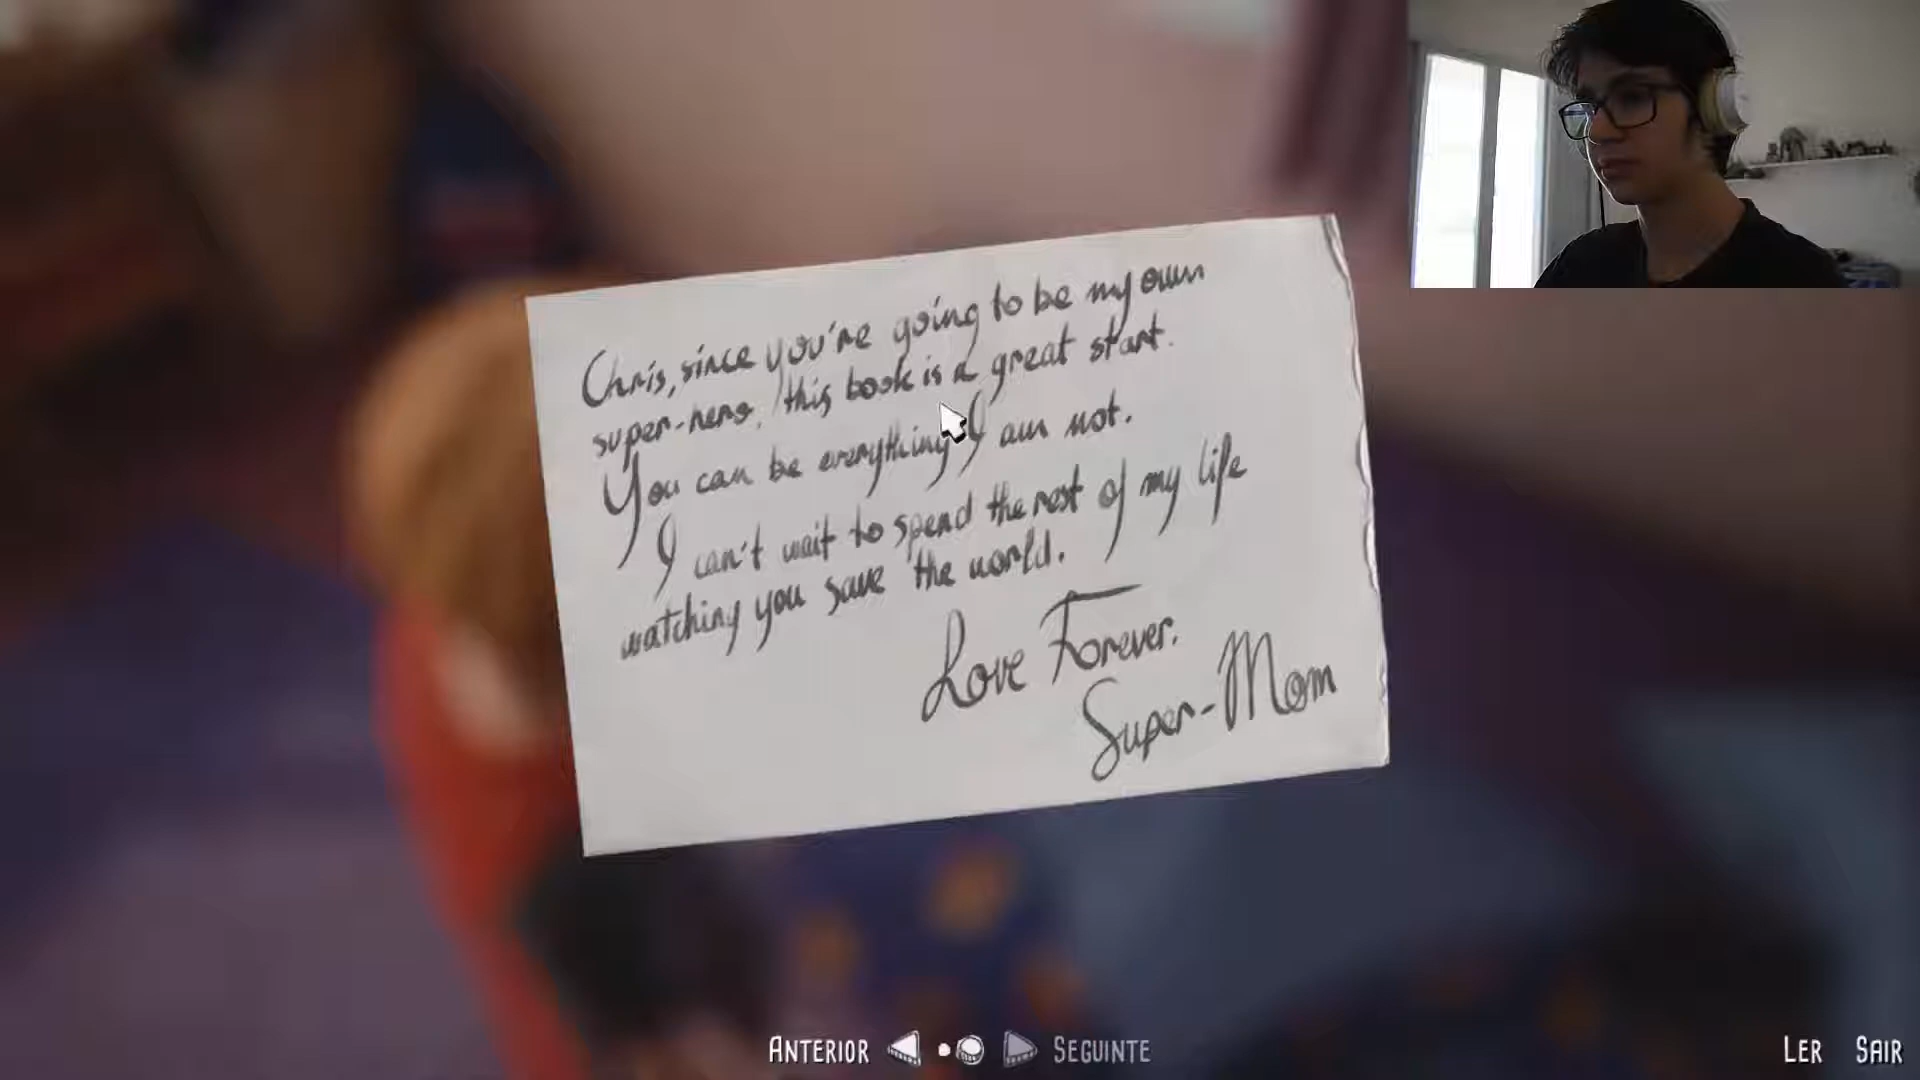 Chris, since you're going to be my own
super-hero, this book is a great start.
You can be everything I am not.
I can't wait to spend the rest of my life
watching you save the world.
Love Forever.
Super-Mom
ANTERIOR SEGUINTE
LER SAIR